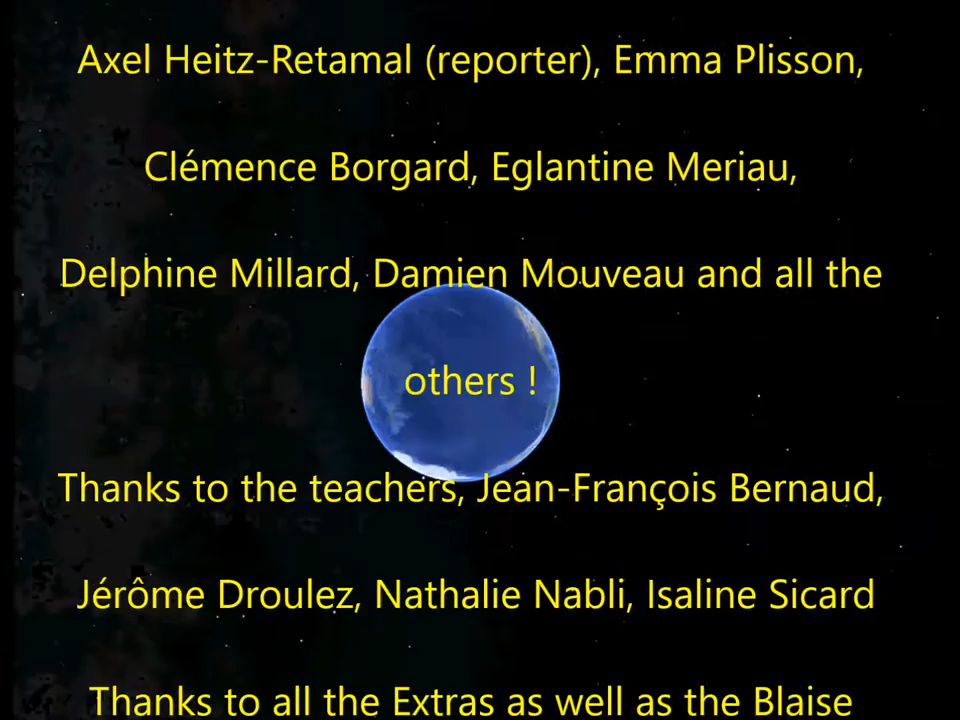 Axel Heitz-Retamal (reporter), Emma Plisson,
Clémence Borgard, Eglantine Meriau,
Delphine Millard, Damien Mouveau and all the
others !
Thanks to the teachers, Jean-François Bernaud,
Jérôme Droulez, Nathalie Nabli, Isaline Sicard
Thanks to all the Extras as well as the Blaise